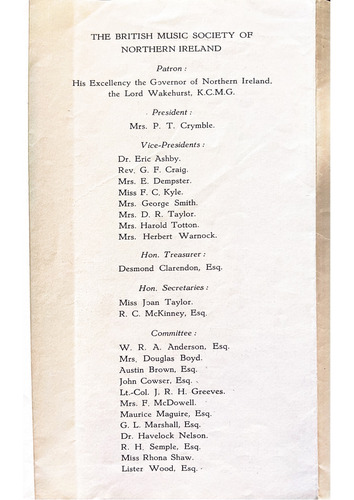 THE BRITISH MUSIC SOCIETY OF
NORTHERN IRELAND
Patron :
His Excellency the Governor of Northern Ireland,
the Lord Wakehurst, K.C.M.G.
President :
Mrs. P. T. Crymble.
Vice-Presidents :
Dr. Eric Ashby.
Rev. G. F. Craig.
Mrs. E. Dempster.
Miss F. C. Kyle.
Mrs. George Smith.
Mrs. D. R. Taylor.
Mrs. Harold Totton.
Mrs. Herbert Warnock.
Hon. Treasurer :
Desmond Clarendon, Esq.
Hon. Secretaries :
Miss Joan Taylor.
R. C. McKinney, Esq.
Committee :
W. R. A. Anderson, Esq.
Mrs. Douglas Boyd.
Austin Brown, Esq.
John Cowser, Esq.
Lt.-Col. J. R. H. Greeves.
Mrs. F. McDowell.
Maurice Maguire, Esq.
G. L. Marshall, Esq.
Dr. Havelock Nelson.
R. H. Semple, Esq.
Miss Rhona Shaw.
Lister Wood, Esq.